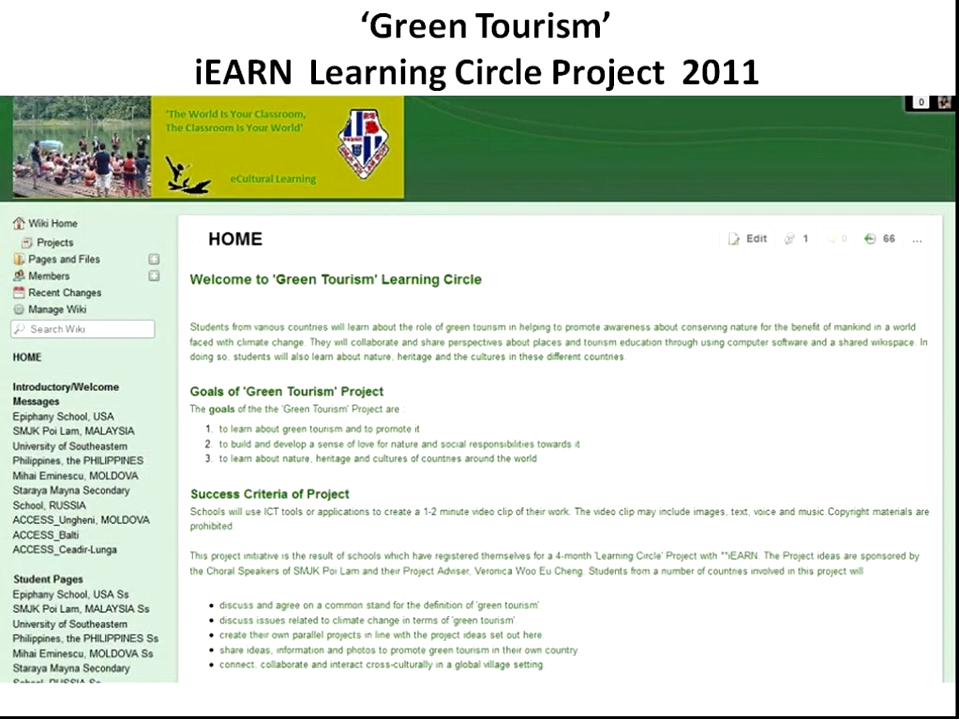 ‘Green Tourism’
iEARN Learning Circle Project 2011
'The World Is Your Classroom,
The Classroom Is Your World'
eCultural Learning
SMJK POI LAM IPOH
0
Wiki Home
Projects
Pages and Files
Members
Recent Changes
Manage Wiki
Search Wiki
HOME
Introductory/Welcome
Messages
Epiphany School, USA
SMJK Poi Lam, MALAYSIA
University of Southeastern
Philippines, the PHILIPPINES
Mihai Eminescu, MOLDOVA
Staraya Mayna Secondary
School, RUSSIA
ACCESS_Ungheni, MOLDOVA
ACCESS_Balti
ACCESS_Ceadir-Lunga
Student Pages
Epiphany School, USA Ss
SMJK Poi Lam, MALAYSIA Ss
University of Southeastern
Philippines, the PHILIPPINES Ss
Mihai Eminescu, MOLDOVA Ss
Staraya Mayna Secondary
School, RUSSIA Ss
HOME
Edit 1 0 66 ...
Welcome to 'Green Tourism' Learning Circle
Students from various countries will learn about the role of green tourism in helping to promote awareness about conserving nature for the benefit of mankind in a world
faced with climate change. They will collaborate and share perspectives about places and tourism education through using computer software and a shared wikispace. In
doing so, students will also learn about nature, heritage and the cultures in these different countries.
Goals of 'Green Tourism' Project
The goals of the the 'Green Tourism' Project are :
1. to learn about green tourism and to promote it
2. to build and develop a sense of love for nature and social responsibilities towards it
3. to learn about nature, heritage and cultures of countries around the world
Success Criteria of Project
Schools will use ICT tools or applications to create a 1-2 minute video clip of their work. The video clip may include images, text, voice and music.Copyright materials are
prohibited.
This project initiative is the result of schools which have registered themselves for a 4-month 'Learning Circle' Project with **iEARN. The Project ideas are sponsored by
the Choral Speakers of SMJK Poi Lam and their Project Adviser, Veronica Woo Eu Cheng. Students from a number of countries involved in this project will
• discuss and agree on a common stand for the definition of 'green tourism'
• discuss issues related to climate change in terms of 'green tourism'.
• create their own parallel projects in line with the project ideas set out here.
• share ideas, information and photos to promote green tourism in their own country
• connect, collaborate and interact cross-culturally in a global village setting